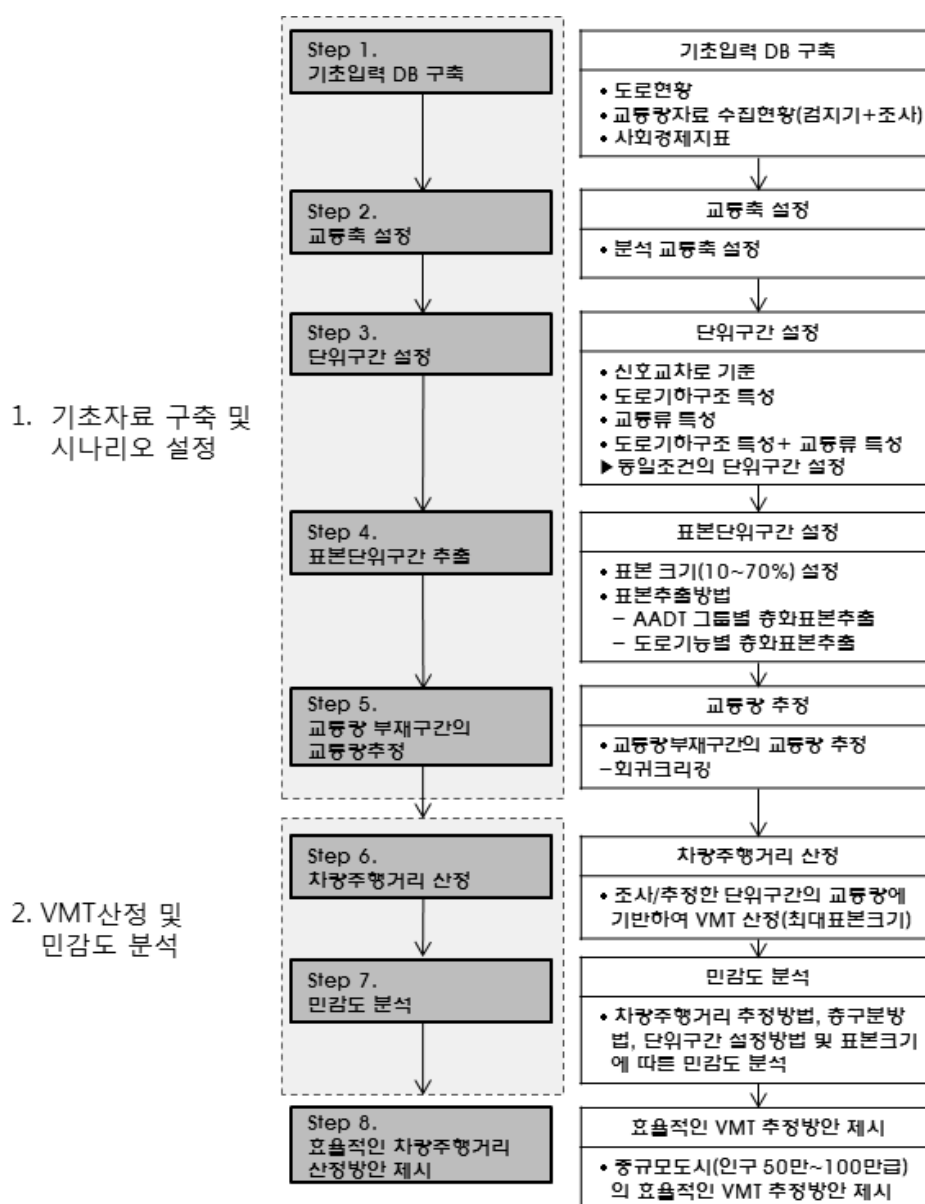 1. 기초자료 구축 및
시나리오 설정
Step 1.
기초입력 DB 구축
Step 2.
교통축 설정
Step 3.
단위구간 설정
Step 4.
표본단위구간 추출
Step 5.
교통량 부재구간의
교통량추정
2. VMT산정 및
민감도 분석
Step 6.
차량주행거리 산정
Step 7.
민감도 분석
Step 8.
효율적인 차량주행거리
산정방안 제시
기초입력 DB 구축
• 도로현황
• 교통량자료 수집현황(검지기+조사)
• 사회경제지표
교통축 설정
• 분석 교통축 설정
단위구간 설정
• 신호교차로 기준
• 도로기하구조 특성
• 교통류 특성
• 도로기하구조 특성+ 교통류 특성
▶동일조건의 단위구간 설정
표본단위구간 설정
• 표본 크기(10~70%) 설정
• 표본추출방법
– AADT 그룹별 층화표본추출
– 도로기능별 층화표본추출
교통량 추정
• 교통량부재구간의 교통량 추정
–회귀크리깅
차량주행거리 산정
• 조사/추정한 단위구간의 교통량에
기반하여 VMT 산정(최대표본크기)
민감도 분석
• 차량주행거리 추정방법, 층구분방
법, 단위구간 설정방법 및 표본크기
에 따른 민감도 분석
효율적인 VMT 추정방안 제시
• 중규모도시(인구 50만~100만급)
의 효율적인 VMT 추정방안 제시